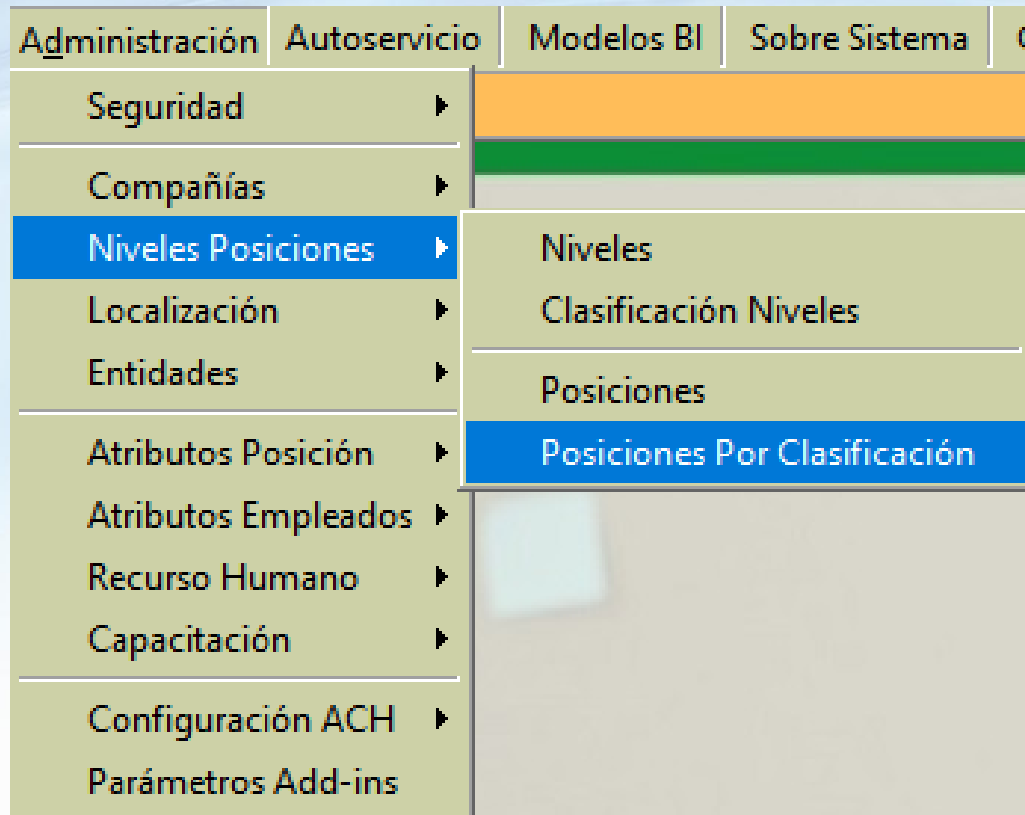 Administración Autoservicio Modelos BI Sobre Sistema
Seguridad
Compañías
Niveles Posiciones
Localización
Entidades
Atributos Posición
Atributos Empleados
Recurso Humano
Capacitación
Configuración ACH
Parámetros Add-ins
Niveles
Clasificación Niveles
Posiciones
Posiciones Por Clasificación